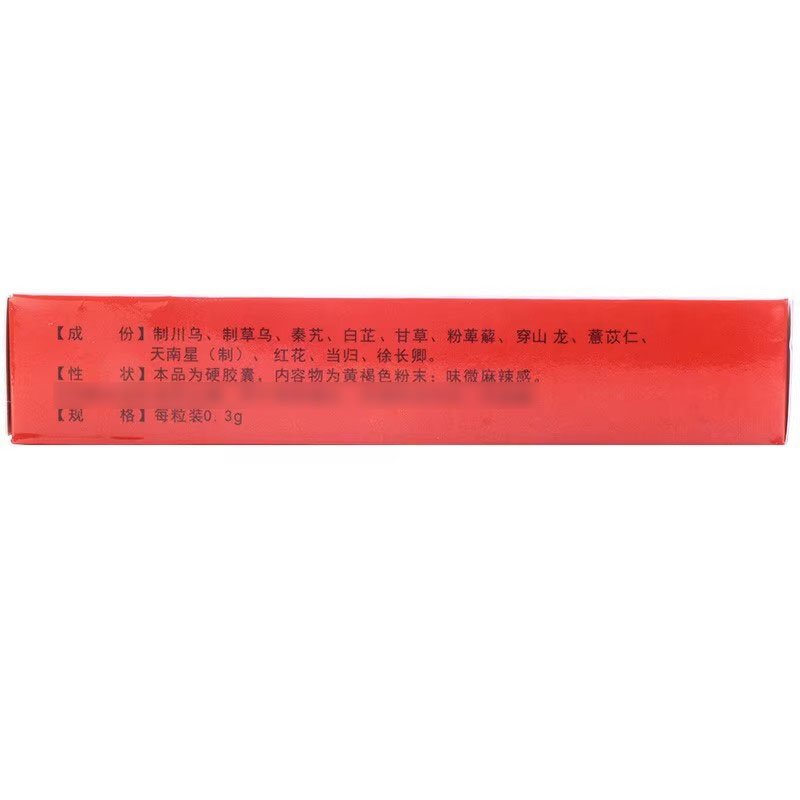 【成　份】制川乌、制草乌、秦艽、白芷、甘草、粉萆薢、穿山龙、薏苡仁、
天南星（制）、红花、当归、徐长卿。
【性　状】本品为硬胶囊，内容物为黄褐色粉末；味微麻辣感。
【规　格】每粒装0.3g